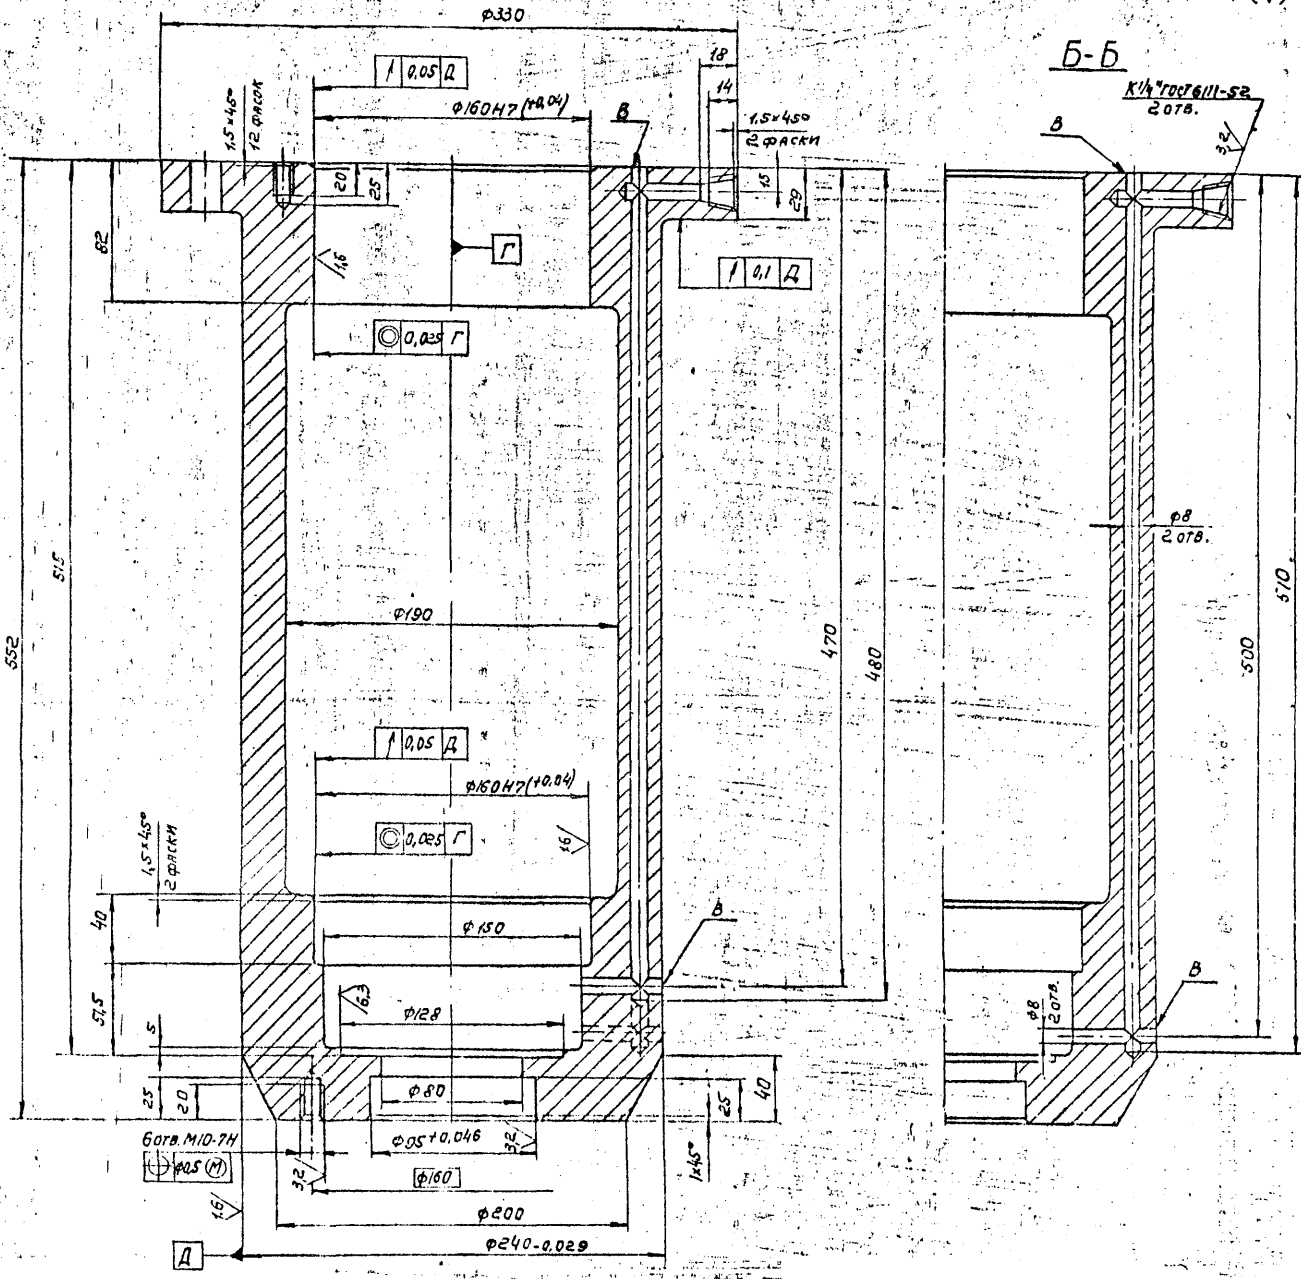 Ф330
↗ 0,05 Д
Ф160Н7(+0,04)
1,5×45°
12 ФАСОК
В
18
14
1,5×45°
2 ФАСКИ
20
25
15
29
82
1,6
Г
↗ 0,1 Д
◎ 0,025 Г
552
515
Ф190
470
480
↗ 0,05 Д
Ф160Н7(+0,04)
◎ 0,025 Г
1,6
1,5×45°
2 ФАСКИ
40
Ф150
В
6,3
Ф128
51,5
5
25
20
Ф80
25
40
6 отв. М10-7Н
Ф0,5 (М)
3,2
+0,046
3,2
1×45°
Ф160
1,6
Ф200
Ф240-0,029
Д
Б-Б
К1/4" ГОСТ 6111-52
2 ОТВ.
3,2
В
Ф8
2 ОТВ.
500
510
В
Ф8
2 ОТВ.